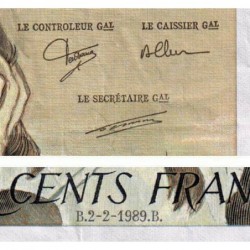 LE CONTROLEUR GAL LE CAISSIER GAL
LE SECRÉTAIRE GAL
CENTS FRAN
B.2-2-1989.B.